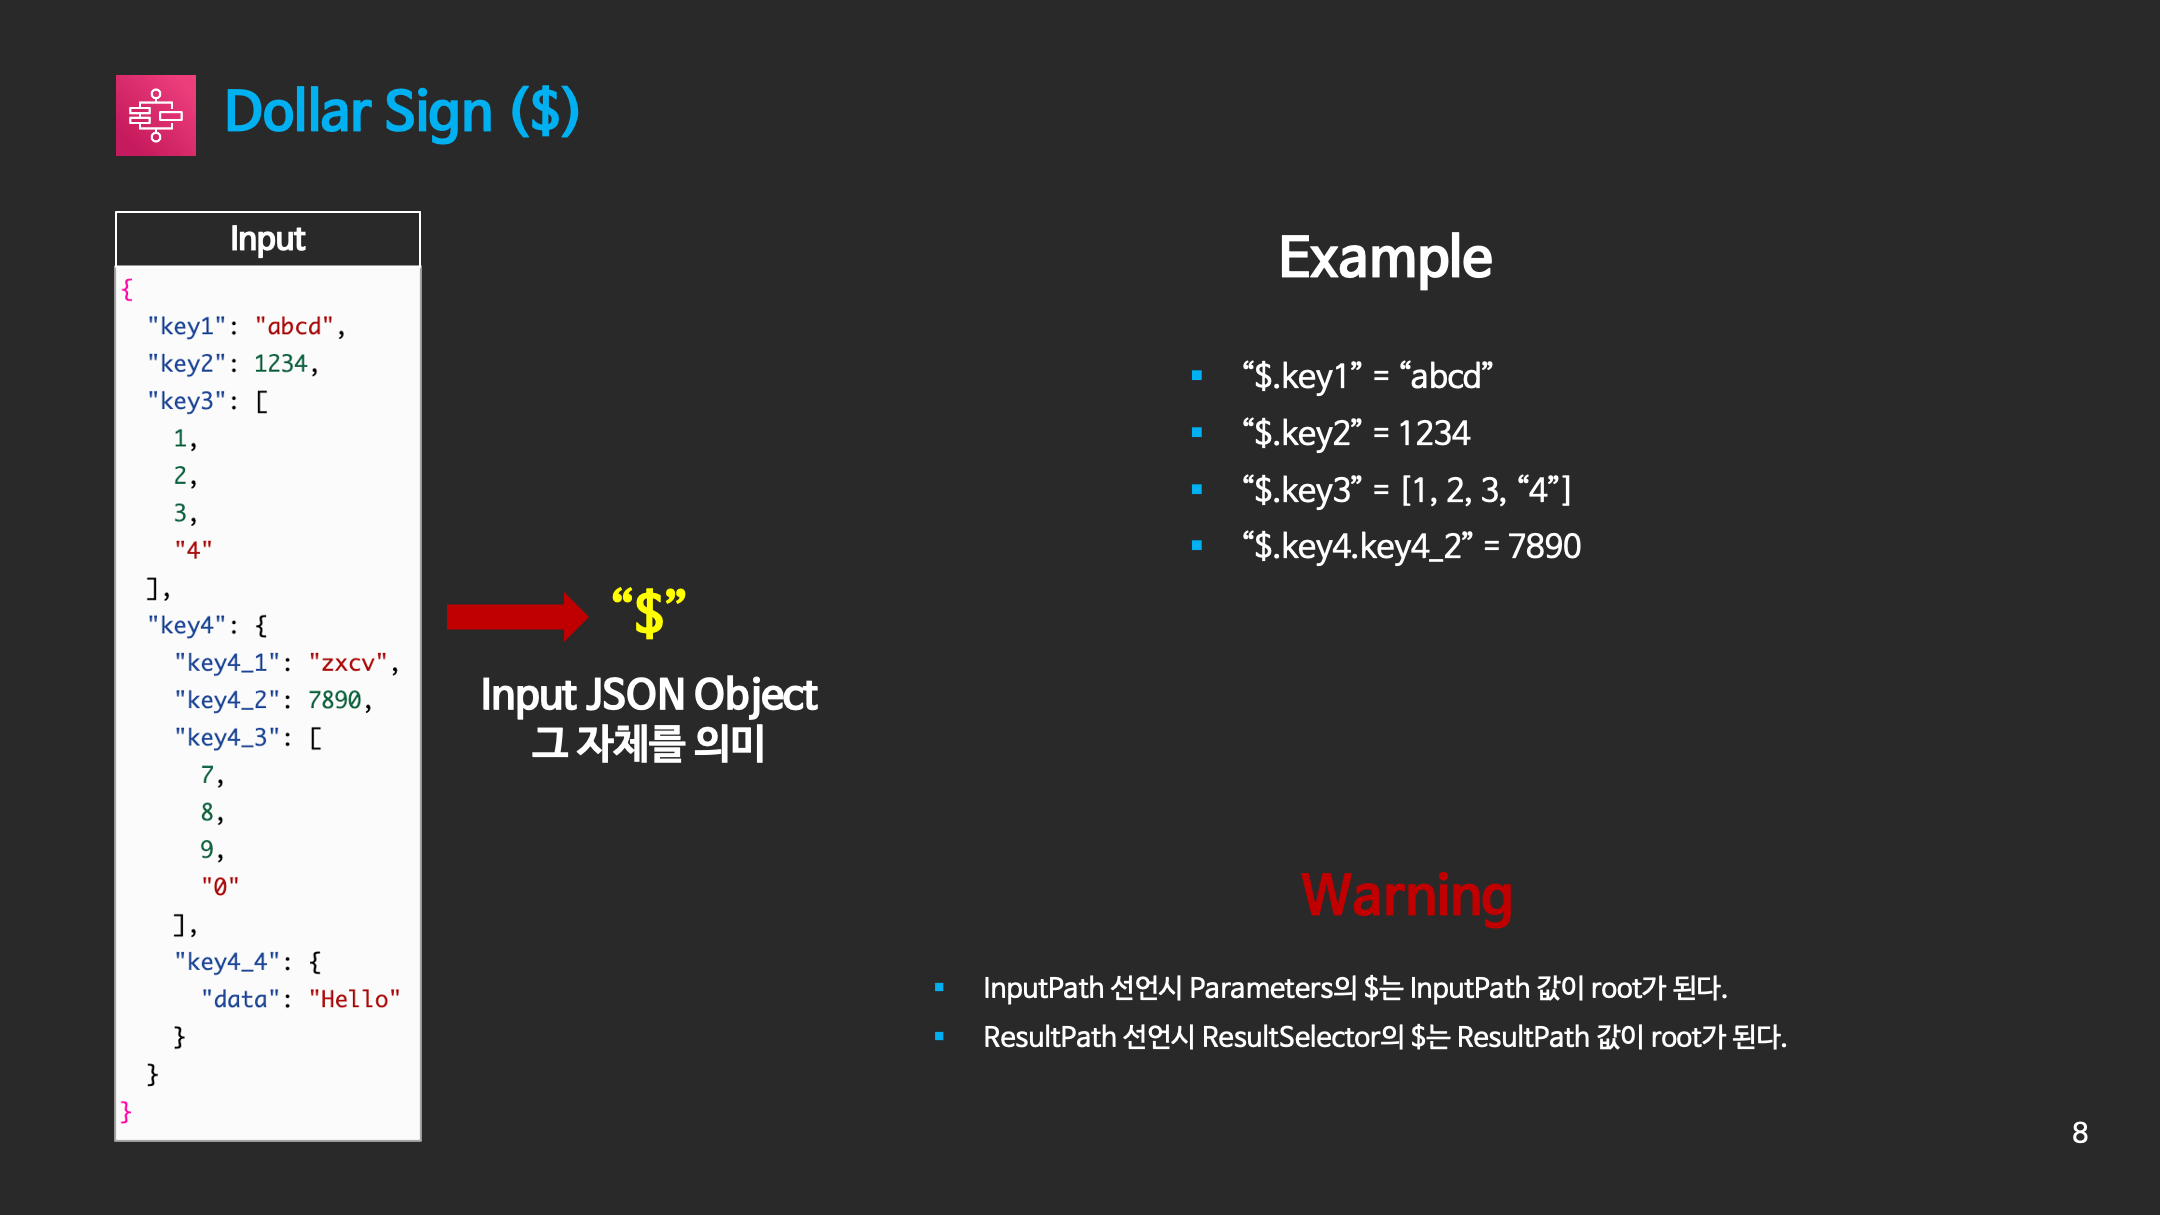 Dollar Sign ($)
Input
{
"key1": "abcd",
"key2": 1234,
"key3": [
1,
2,
3,
"4"
],
"key4": {
"key4_1": "zxcv",
"key4_2": 7890,
"key4_3": [
7,
8,
9,
"0"
],
"key4_4": {
"data": "Hello"
}
}
}
“$”
Input JSON Object
그 자체를 의미
Example
▪ “$.key1” = “abcd”
▪ “$.key2” = 1234
▪ “$.key3” = [1, 2, 3, “4”]
▪ “$.key4.key4_2” = 7890
Warning
▪ InputPath 선언시 Parameters의 $는 InputPath 값이 root가 된다.
▪ ResultPath 선언시 ResultSelector의 $는 ResultPath 값이 root가 된다.
8